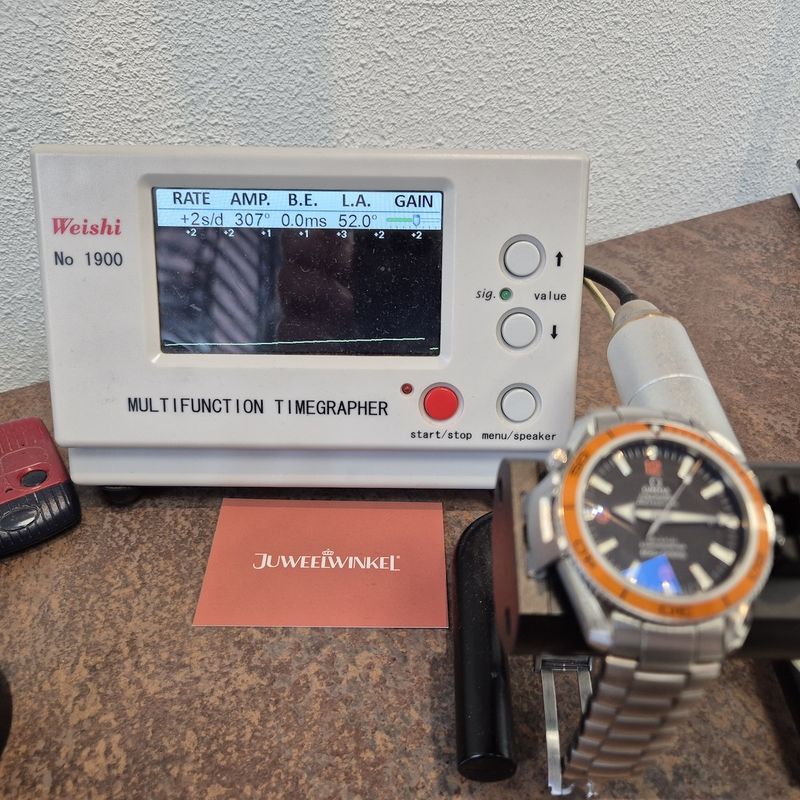 RATE AMP. B.E. L.A. GAIN
+2s/d 307° 0.0ms 52.0°
+2 +2 +1 +1 +3 +2 +2
Weishi
No 1900
sig. value
MULTIFUNCTION TIMEGRAPHER
start/stop menu/speaker
JUWEELWINKEL®
OMEGA